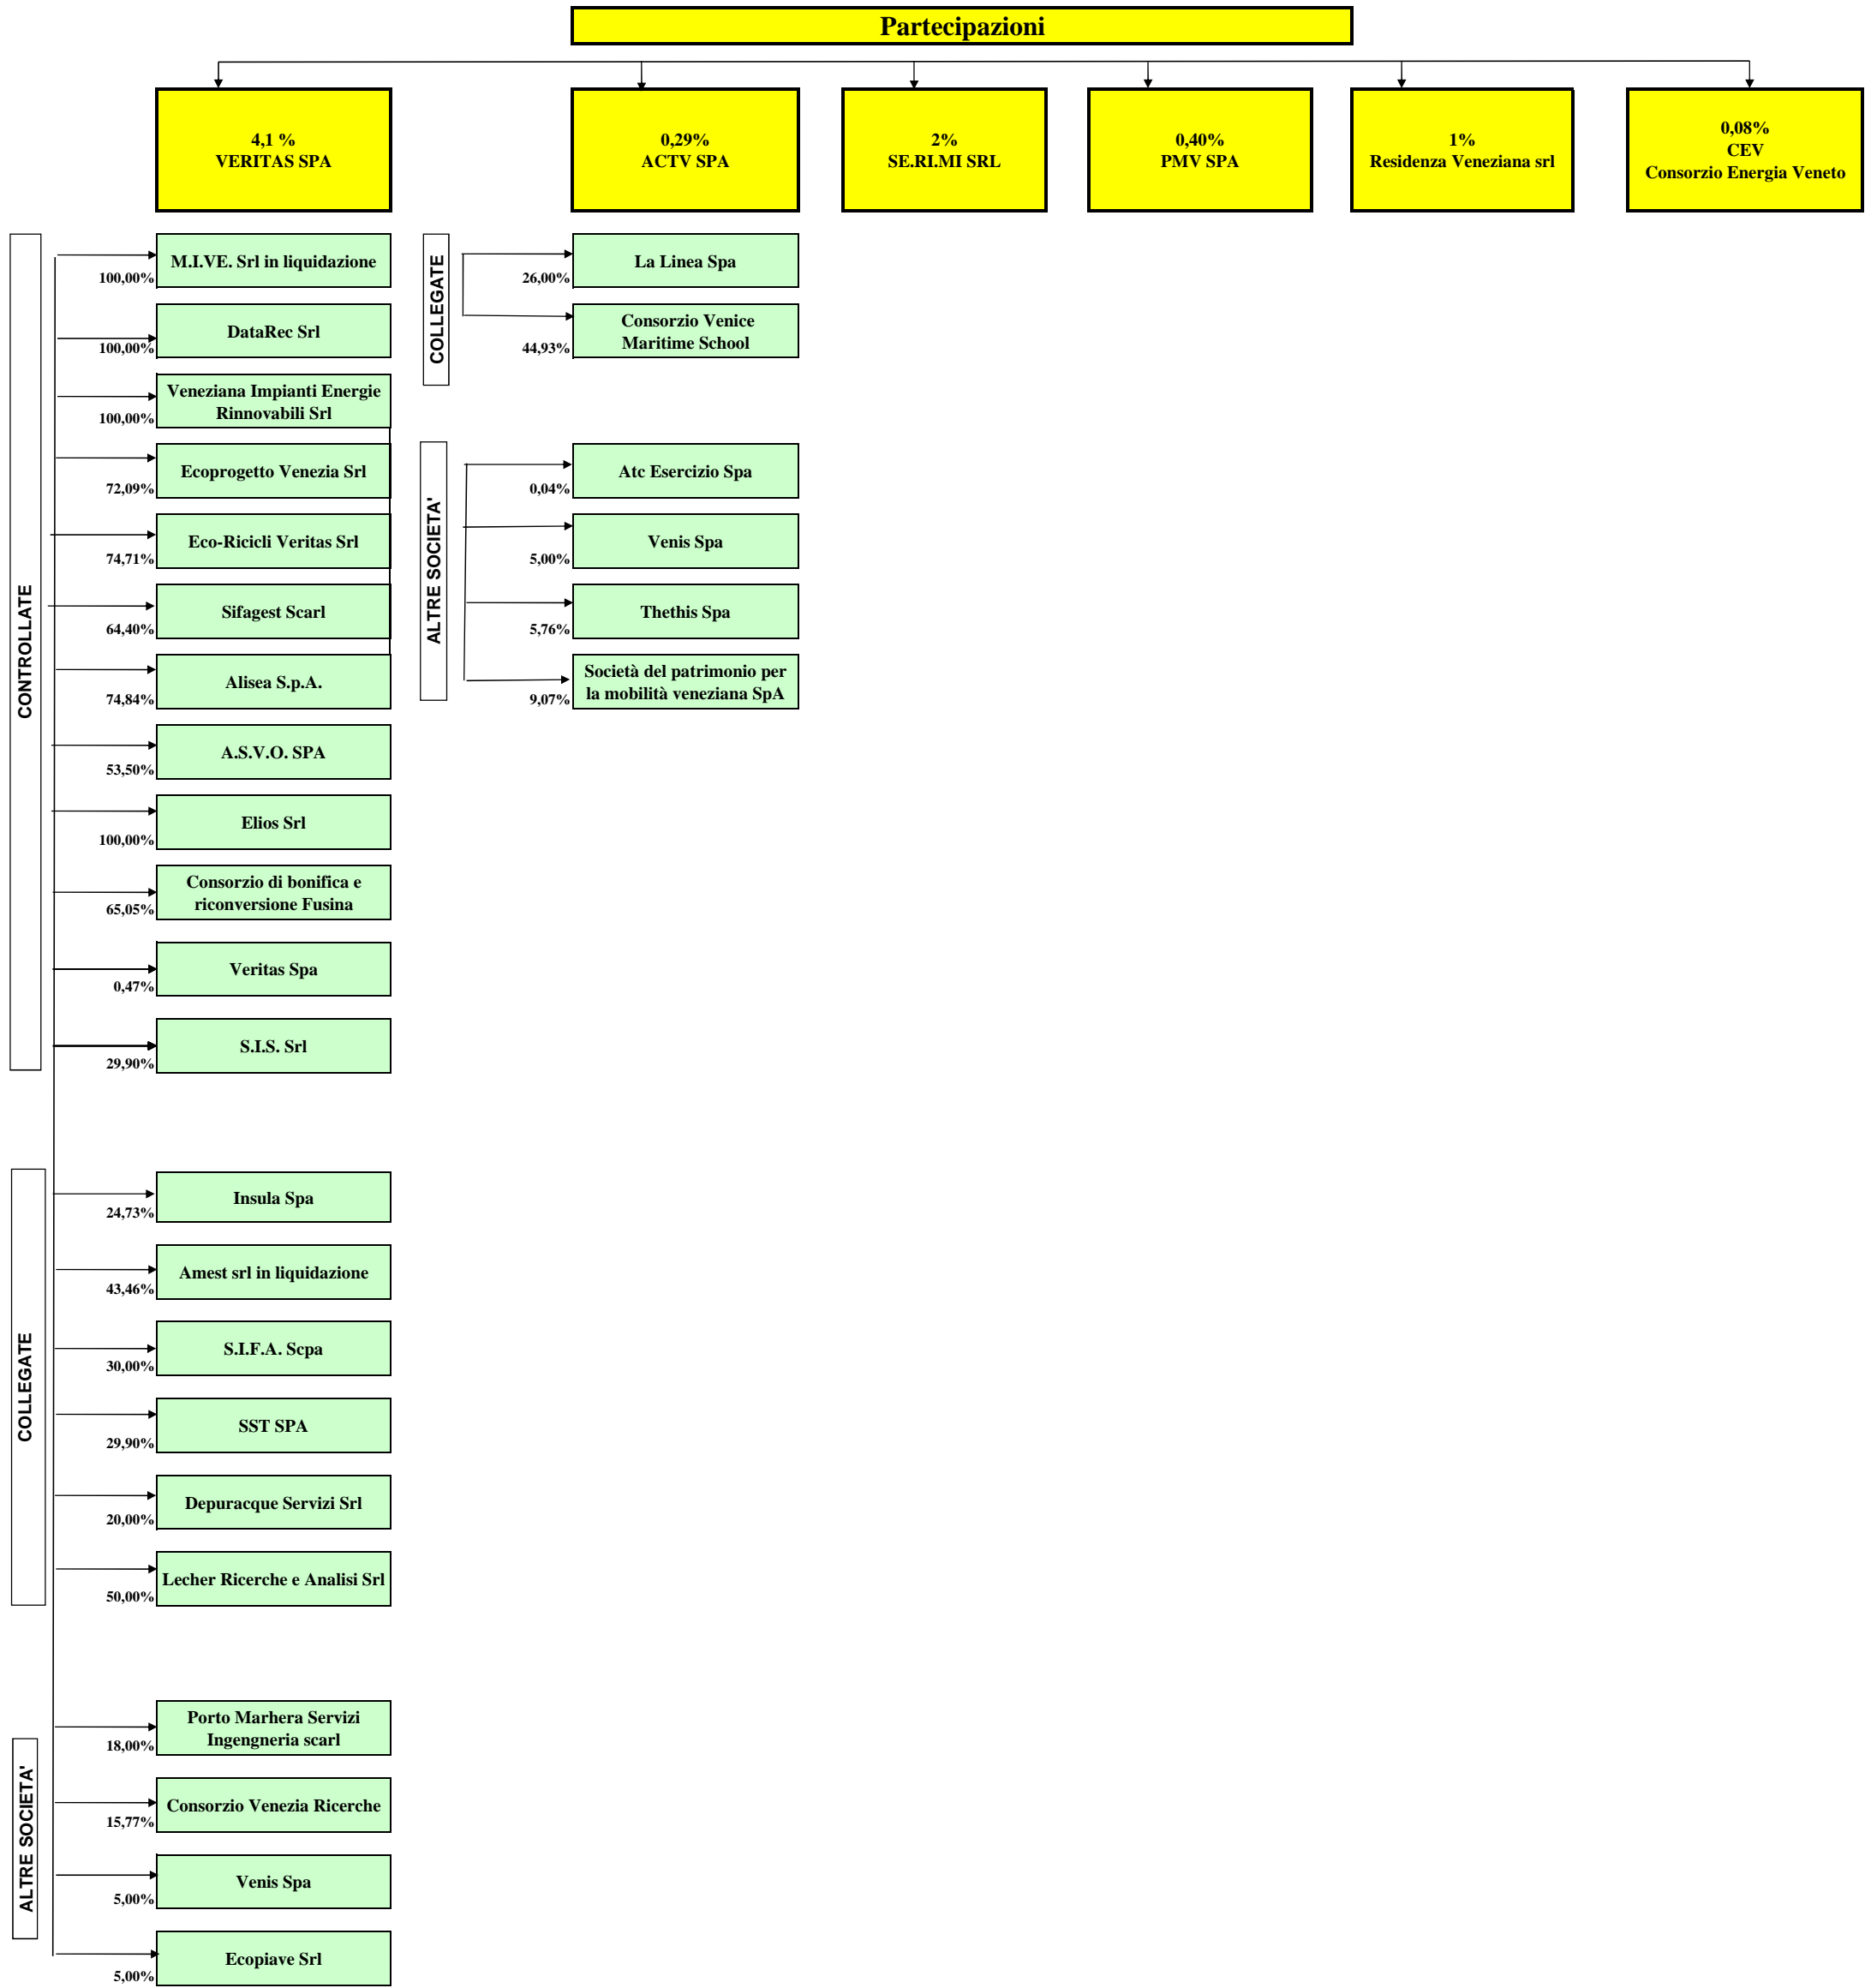 Partecipazioni
4,1 %
VERITAS SPA
0,29%
ACTV SPA
2%
SE.RI.MI SRL
0,40%
PMV SPA
1%
Residenza Veneziana srl
0,08%
CEV
Consorzio Energia Veneto
CONTROLLATE
M.I.VE. Srl in liquidazione
100,00%
DataRec Srl
100,00%
Veneziana Impianti Energie
Rinnovabili Srl
100,00%
Ecoprogetto Venezia Srl
72,09%
Eco-Ricicli Veritas Srl
74,71%
Sifagest Scarl
64,40%
Alisea S.p.A.
74,84%
A.S.V.O. SPA
53,50%
Elios Srl
100,00%
Consorzio di bonifica e
riconversione Fusina
65,05%
Veritas Spa
0,47%
S.I.S. Srl
29,90%
COLLEGATE
Insula Spa
24,73%
Amest srl in liquidazione
43,46%
S.I.F.A. Scpa
30,00%
SST SPA
29,90%
Depuracque Servizi Srl
20,00%
Lecher Ricerche e Analisi Srl
50,00%
ALTRE SOCIETA'
Porto Marhera Servizi
Ingengneria scarl
18,00%
Consorzio Venezia Ricerche
15,77%
Venis Spa
5,00%
Ecopiave Srl
5,00%
COLLEGATE
La Linea Spa
26,00%
Consorzio Venice
Maritime School
44,93%
ALTRE SOCIETA'
Atc Esercizio Spa
0,04%
Venis Spa
5,00%
Thethis Spa
5,76%
Società del patrimonio per
la mobilità veneziana SpA
9,07%